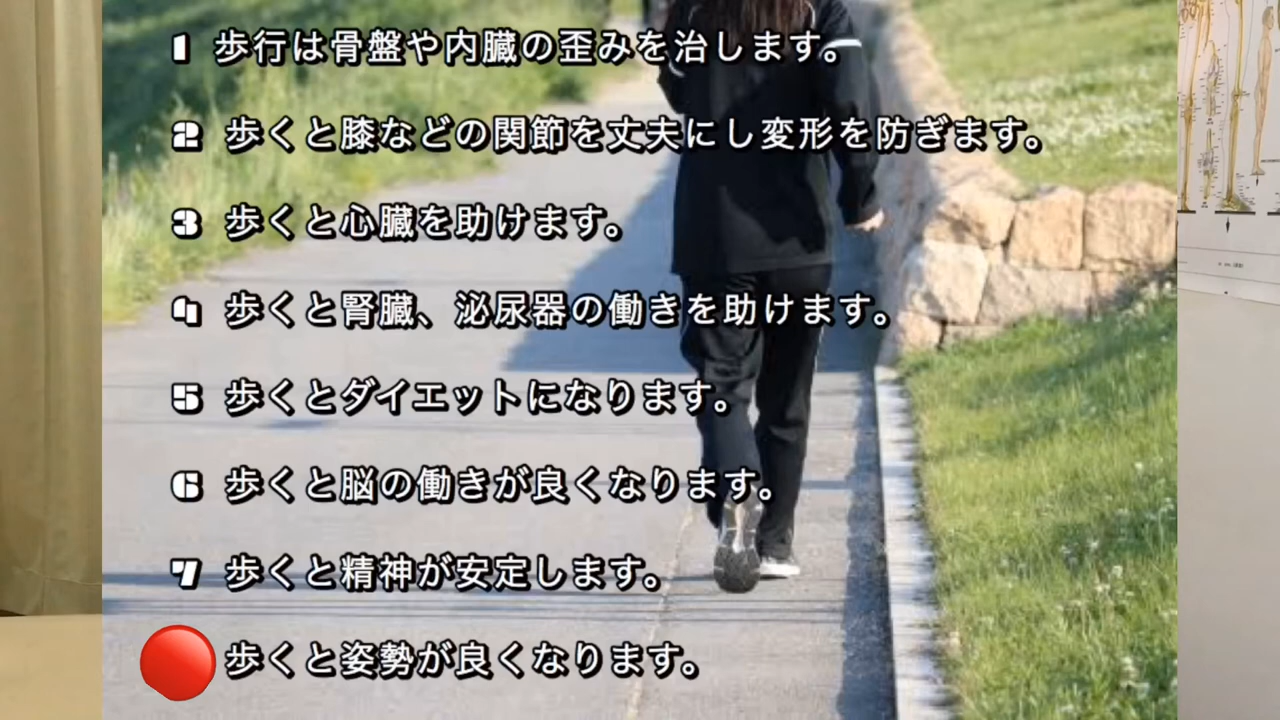 1 歩行は骨盤や内臓の歪みを治します。
2 歩くと膝などの関節を丈夫にし変形を防ぎます。
3 歩くと心臓を助けます。
4 歩くと腎臓、泌尿器の働きを助けます。
5 歩くとダイエットになります。
6 歩くと脳の働きが良くなります。
7 歩くと精神が安定します。
歩くと姿勢が良くなります。